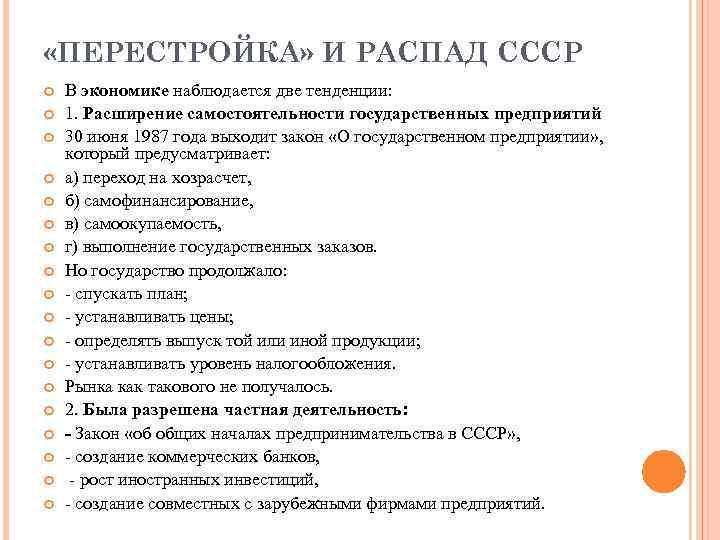 «ПЕРЕСТРОЙКА» И РАСПАД СССР
В экономике наблюдается две тенденции:
1. Расширение самостоятельности государственных предприятий
30 июня 1987 года выходит закон «О государственном предприятии»,
который предусматривает:
а) переход на хозрасчет,
б) самофинансирование,
в) самоокупаемость,
г) выполнение государственных заказов.
Но государство продолжало:
- спускать план;
- устанавливать цены;
- определять выпуск той или иной продукции;
- устанавливать уровень налогообложения.
Рынка как такового не получалось.
2. Была разрешена частная деятельность:
- Закон «об общих началах предпринимательства в СССР»,
- создание коммерческих банков,
- рост иностранных инвестиций,
- создание совместных с зарубежными фирмами предприятий.